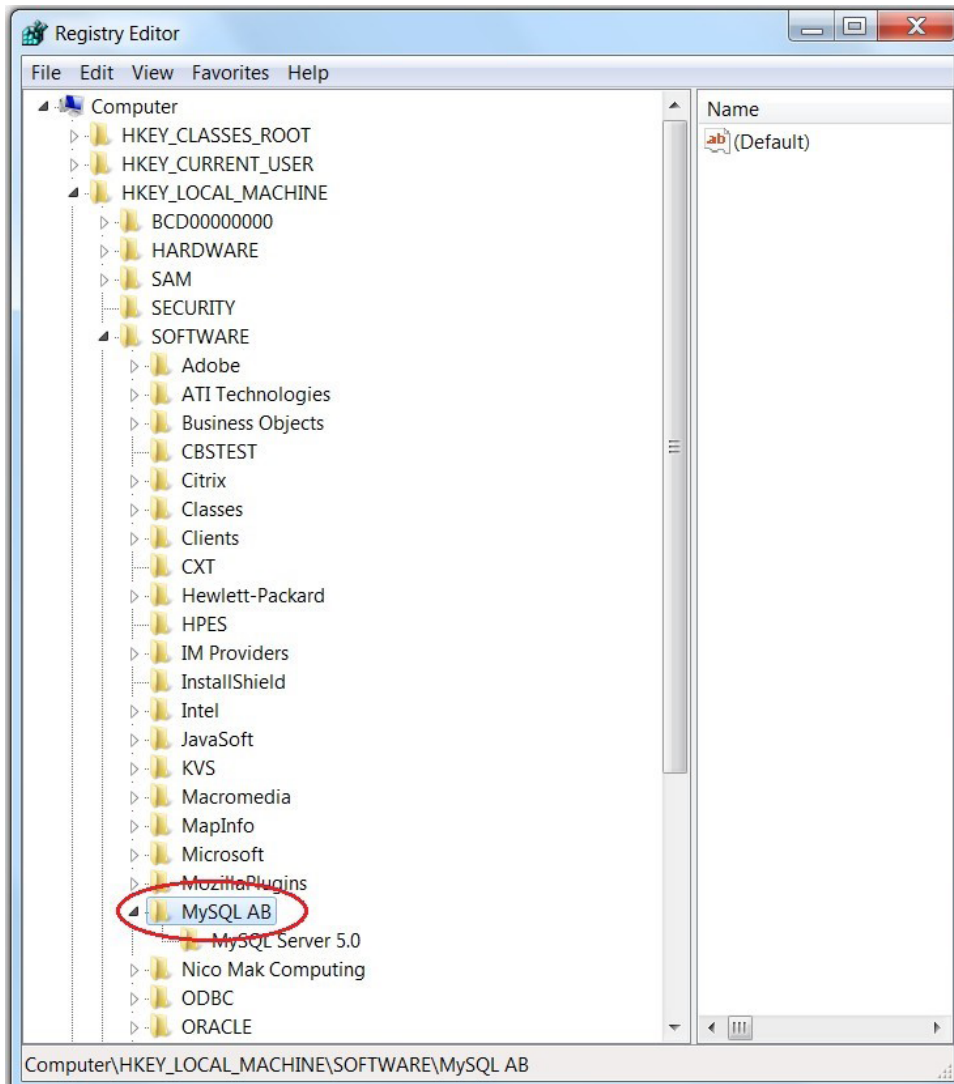 Registry Editor
File Edit View Favorites Help
Computer
HKEY_CLASSES_ROOT
HKEY_CURRENT_USER
HKEY_LOCAL_MACHINE
BCD00000000
HARDWARE
SAM
SECURITY
SOFTWARE
Adobe
ATI Technologies
Business Objects
CBSTEST
Citrix
Classes
Clients
CXT
Hewlett-Packard
HPES
IM Providers
InstallShield
Intel
JavaSoft
KVS
Macromedia
MapInfo
Microsoft
MozillaPlugins
MySQL AB
MySQL Server 5.0
Nico Mak Computing
ODBC
ORACLE
Name
ab (Default)
Computer\HKEY_LOCAL_MACHINE\SOFTWARE\MySQL AB